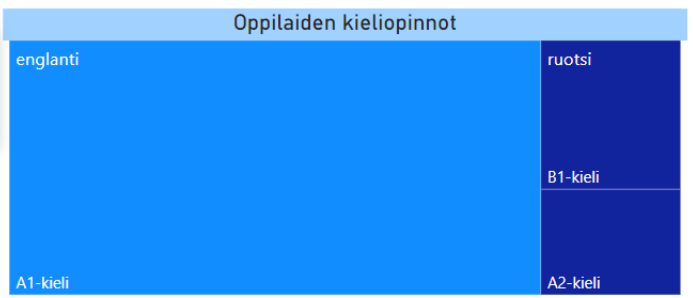 Oppilaiden kieliopinnot
englanti
A1-kieli
ruotsi
B1-kieli
A2-kieli